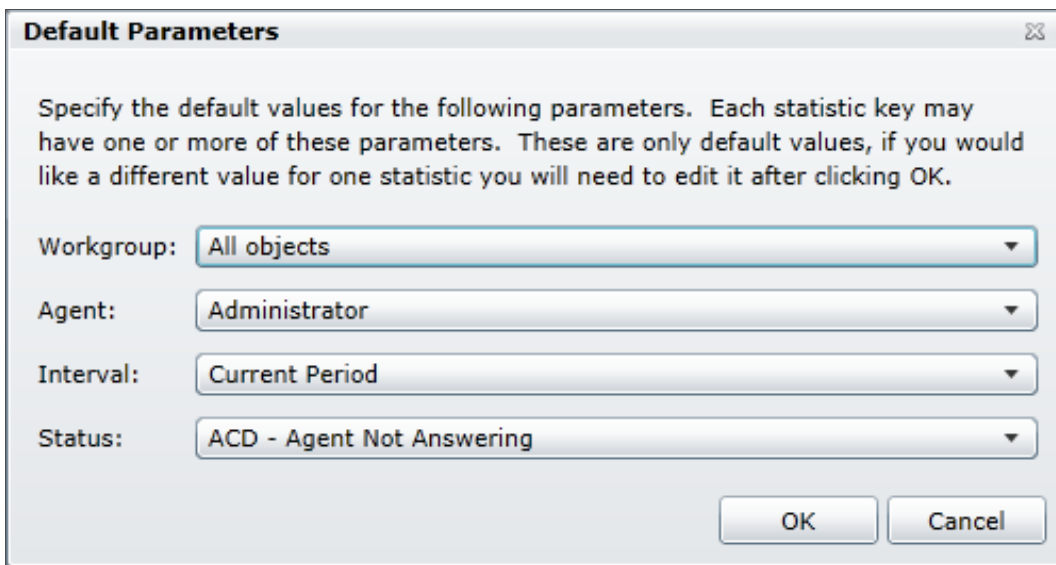 Default Parameters
Specify the default values for the following parameters.  Each statistic key may
have one or more of these parameters.  These are only default values, if you would
like a different value for one statistic you will need to edit it after clicking OK.
Workgroup: All objects
Agent: Administrator
Interval: Current Period
Status: ACD - Agent Not Answering
OK Cancel